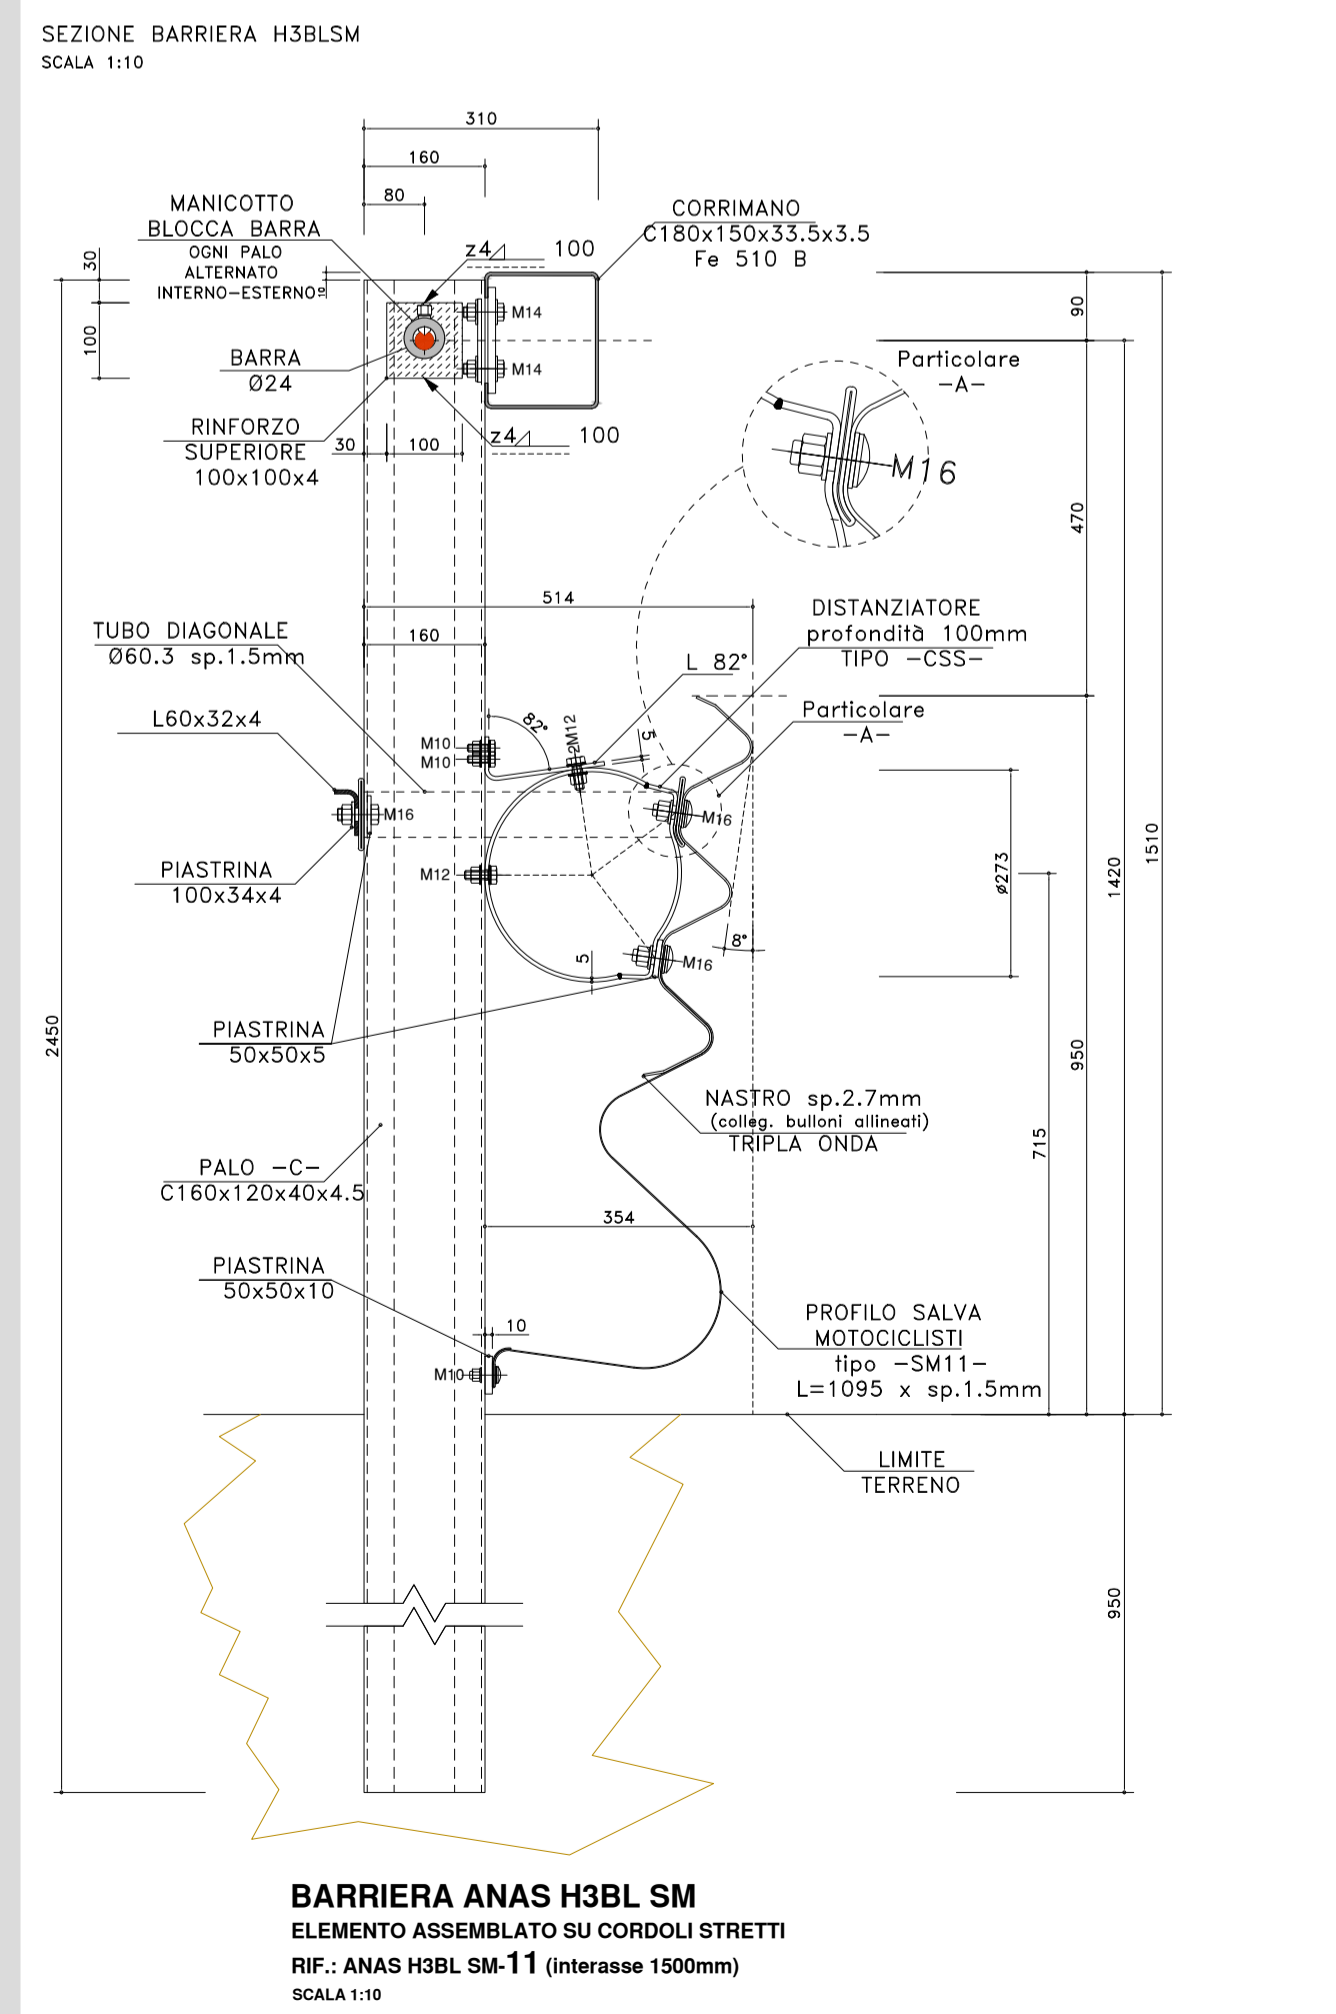 SEZIONE BARRIERA H3BLSM
SCALA 1:10
310
160
80
MANICOTTO
BLOCCA BARRA
OGNI PALO
ALTERNATO
INTERNO-ESTERNO
10
z4 100
CORRIMANO
C180x150x33.5x3.5
Fe 510 B
30
100
M14
M14
BARRA
Ø24
RINFORZO
SUPERIORE
100x100x4
30
100
z4 100
90
Particolare
-A-
M16
470
514
160
TUBO DIAGONALE
Ø60.3 sp.1.5mm
DISTANZIATORE
profondità 100mm
TIPO -CSS-
L 82°
L60x32x4
82°
2M12
5
Particolare
-A-
M10
M10
M16
M16
PIASTRINA
100x34x4
M12
ø273
1420
1510
8°
5
M16
PIASTRINA
50x50x5
2450
950
NASTRO sp.2.7mm
(colleg. bulloni allineati)
TRIPLA ONDA
715
PALO -C-
C160x120x40x4.5
354
PIASTRINA
50x50x10
10
M10
PROFILO SALVA
MOTOCICLISTI
tipo -SM11-
L=1095 x sp.1.5mm
LIMITE
TERRENO
950
BARRIERA ANAS H3BL SM
ELEMENTO ASSEMBLATO SU CORDOLI STRETTI
RIF.: ANAS H3BL SM-11 (interasse 1500mm)
SCALA 1:10